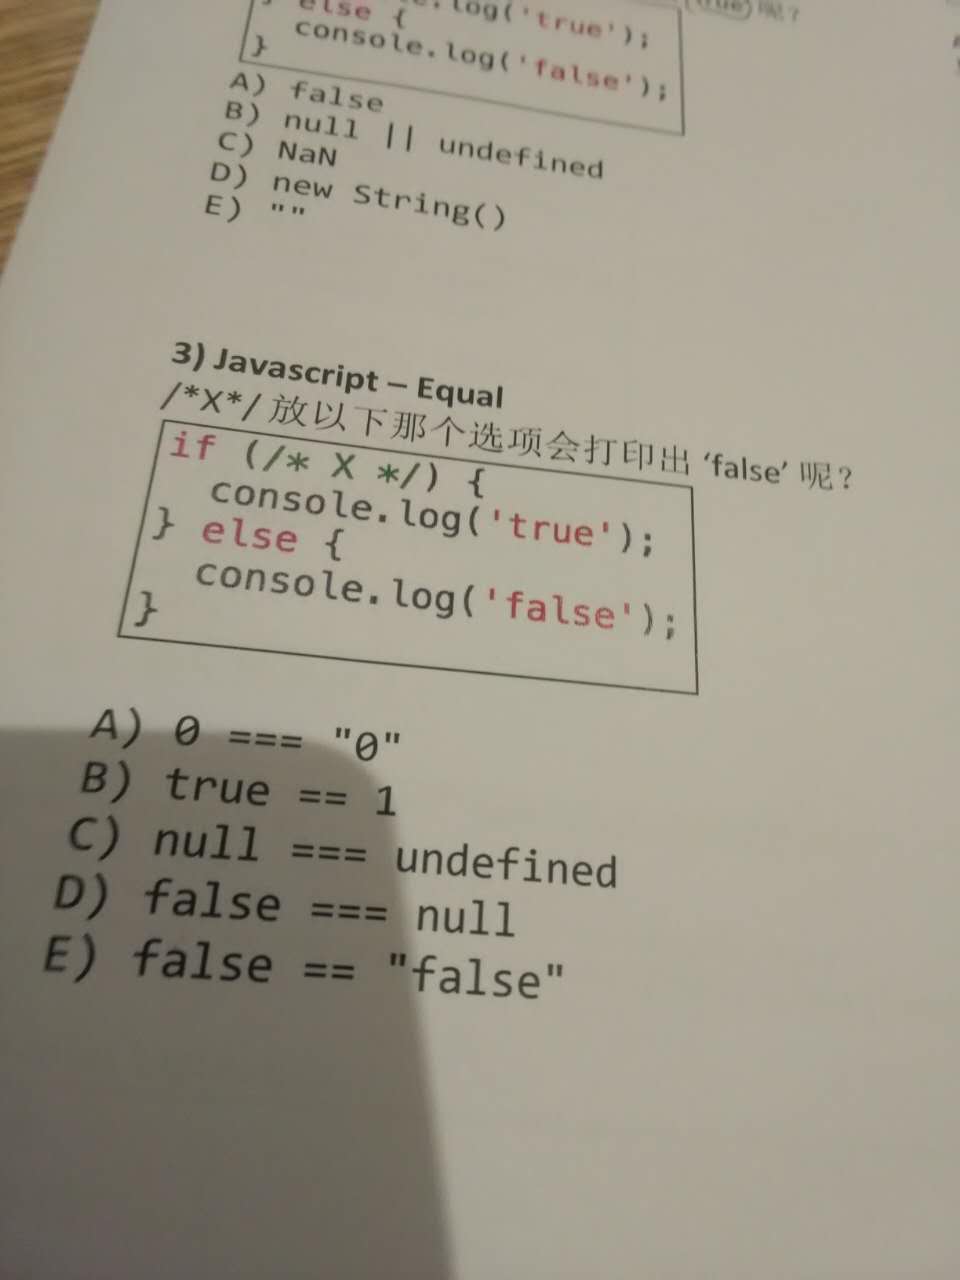 true) 呢？
.log('true');
} else {
console.log('false');
}
A) false
B) null || undefined
C) NaN
D) new String()
E) ""
3) Javascript – Equal
/*X*/ 放以下那个选项会打印出 ‘false’ 呢？
if (/* X */) {
console.log('true');
} else {
console.log('false');
}
A) 0 === "0"
B) true == 1
C) null === undefined
D) false === null
E) false == "false"